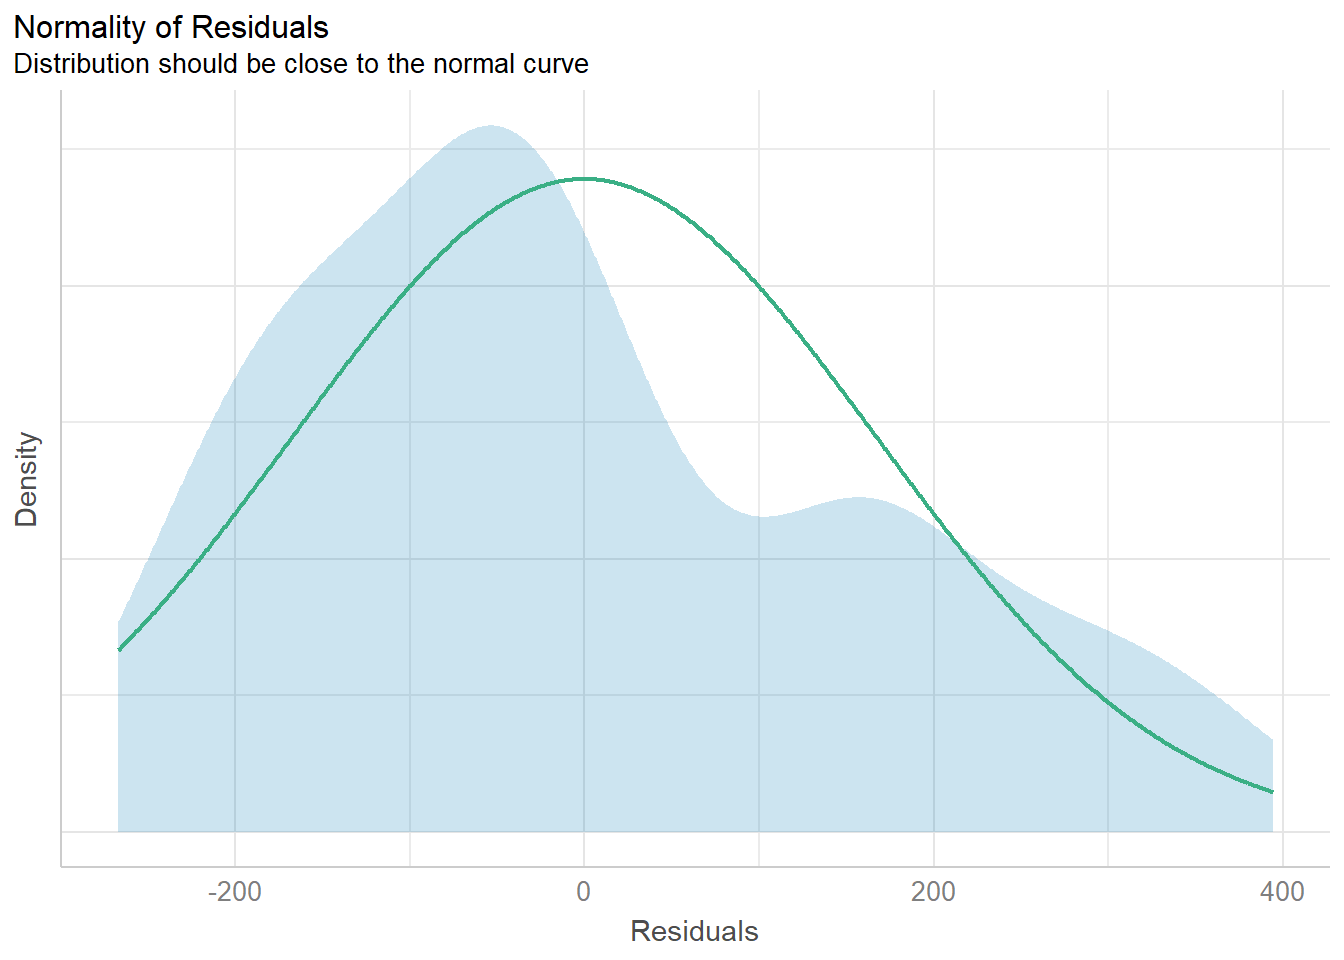 Normality of Residuals
Distribution should be close to the normal curve
Density
-200 0 200 400
Residuals